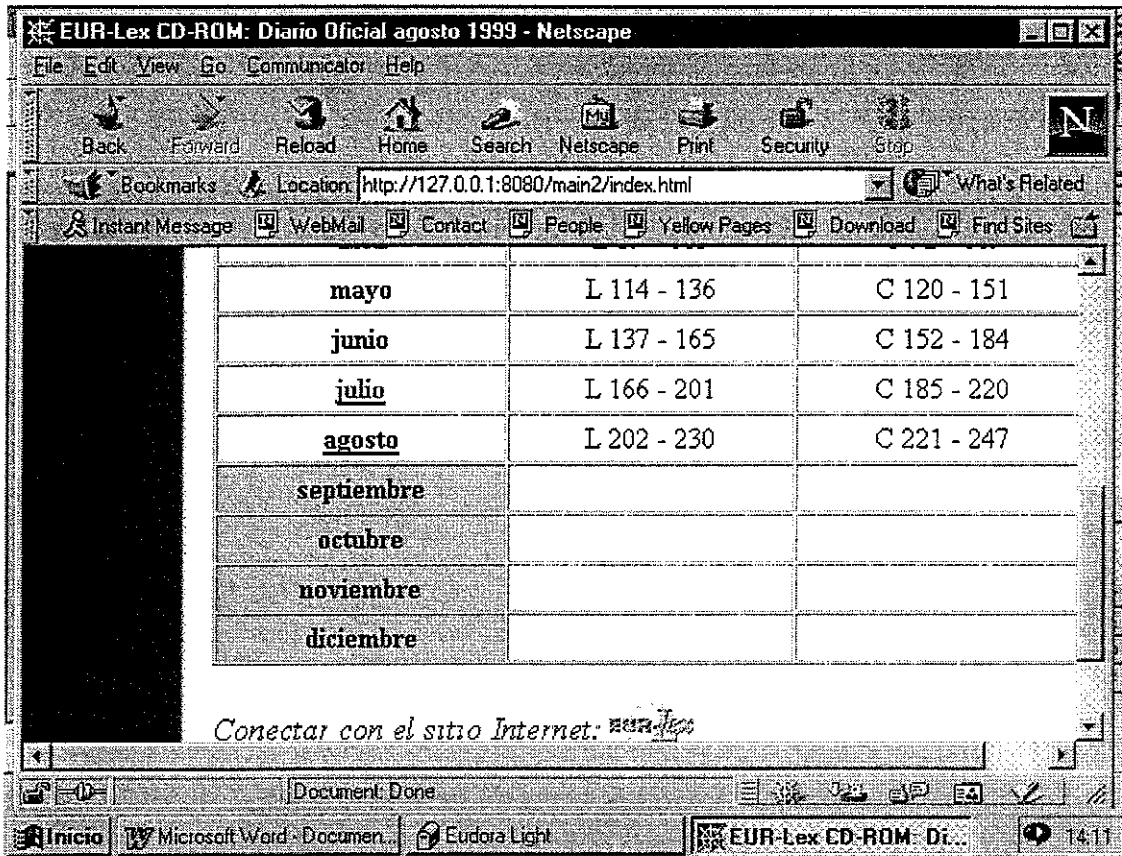 EUR-Lex CD-ROM: Diario Oficial agosto 1999 - Netscape
File Edit View Go Communicator Help
Back Forward Reload Home Search Netscape Print Security Stop
My
N
Bookmarks Location: http://127.0.0.1:8080/main2/index.html What's Related
Instant Message WebMail Contact People Yellow Pages Download Find Sites
mayo L 114 - 136 C 120 - 151
junio L 137 - 165 C 152 - 184
julio L 166 - 201 C 185 - 220
agosto L 202 - 230 C 221 - 247
septiembre
octubre
noviembre
diciembre
Conectar con el sitio Internet: eur-lex
Document: Done
Inicio Microsoft Word - Documen... Eudora Light EUR-Lex CD-ROM: Di... 14:11